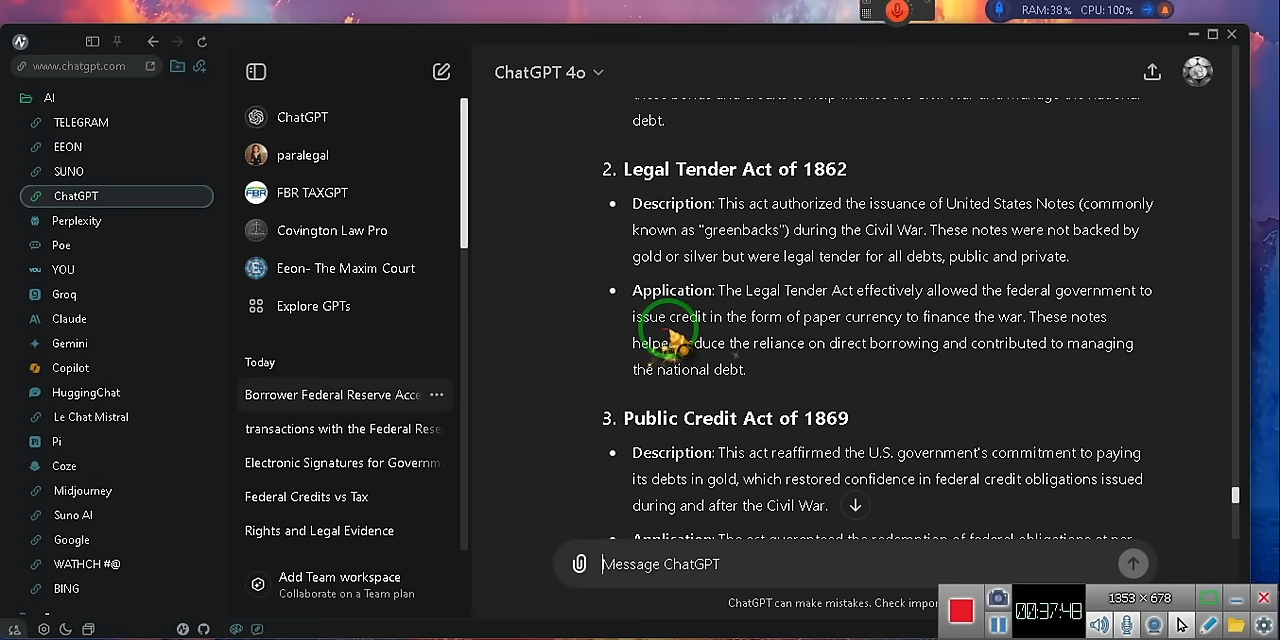 RAM:38% CPU:100%
www.chatgpt.com
AI
TELEGRAM
EEON
SUNO
ChatGPT
Perplexity
Poe
YOU
Groq
Claude
Gemini
Copilot
HuggingChat
Le Chat Mistral
Pi
Coze
Midjourney
Suno AI
Google
WATHCH #@
BING
ChatGPT
paralegal
FBR TAXGPT
Covington Law Pro
Eeon- The Maxim Court
Explore GPTs
Today
Borrower Federal Reserve Acce
transactions with the Federal Rese
Electronic Signatures for Governm
Federal Credits vs Tax
Rights and Legal Evidence
Add Team workspace
Collaborate on a Team plan
ChatGPT 4o
debt.
2. Legal Tender Act of 1862
Description: This act authorized the issuance of United States Notes (commonly
known as "greenbacks") during the Civil War. These notes were not backed by
gold or silver but were legal tender for all debts, public and private.
Application: The Legal Tender Act effectively allowed the federal government to
issue credit in the form of paper currency to finance the war. These notes
the reliance on direct borrowing and contributed to managing
the national debt.
3. Public Credit Act of 1869
Description: This act reaffirmed the U.S. government's commitment to paying
its debts in gold, which restored confidence in federal credit obligations issued
during and after the Civil War.
Message ChatGPT
ChatGPT can make mistakes. Check impor
00:37:48
1353 × 678